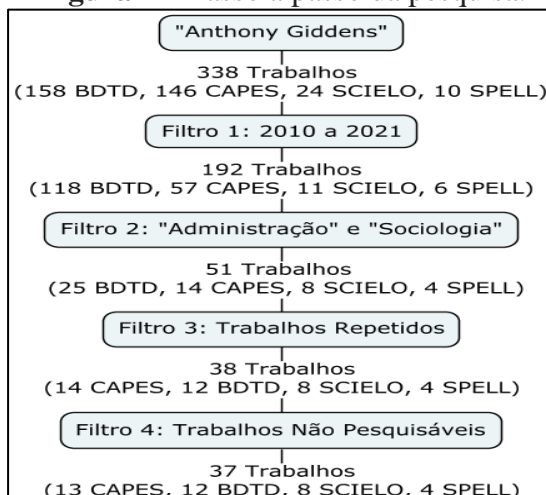 "Anthony Giddens"
338 Trabalhos
(158 BDTD, 146 CAPES, 24 SCIELO, 10 SPELL)
Filtro 1: 2010 a 2021
192 Trabalhos
(118 BDTD, 57 CAPES, 11 SCIELO, 6 SPELL)
Filtro 2: "Administração" e "Sociologia"
51 Trabalhos
(25 BDTD, 14 CAPES, 8 SCIELO, 4 SPELL)
Filtro 3: Trabalhos Repetidos
38 Trabalhos
(14 CAPES, 12 BDTD, 8 SCIELO, 4 SPELL)
Filtro 4: Trabalhos Não Pesquisáveis
37 Trabalhos
(13 CAPES, 12 BDTD, 8 SCIELO, 4 SPELL)